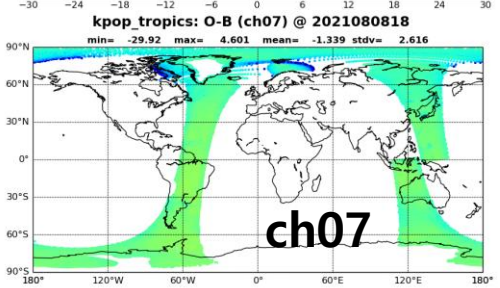 −30 −24 −18 −12 −6 0 6 12 18 24 30
kpop_tropics: O-B (ch07) @ 2021080818
min= -29.92 max= 4.601 mean= -1.339 stdv= 2.616
90°N
60°N
30°N
0°
30°S
60°S
90°S
ch07
180° 120°W 60°W 0° 60°E 120°E 180°